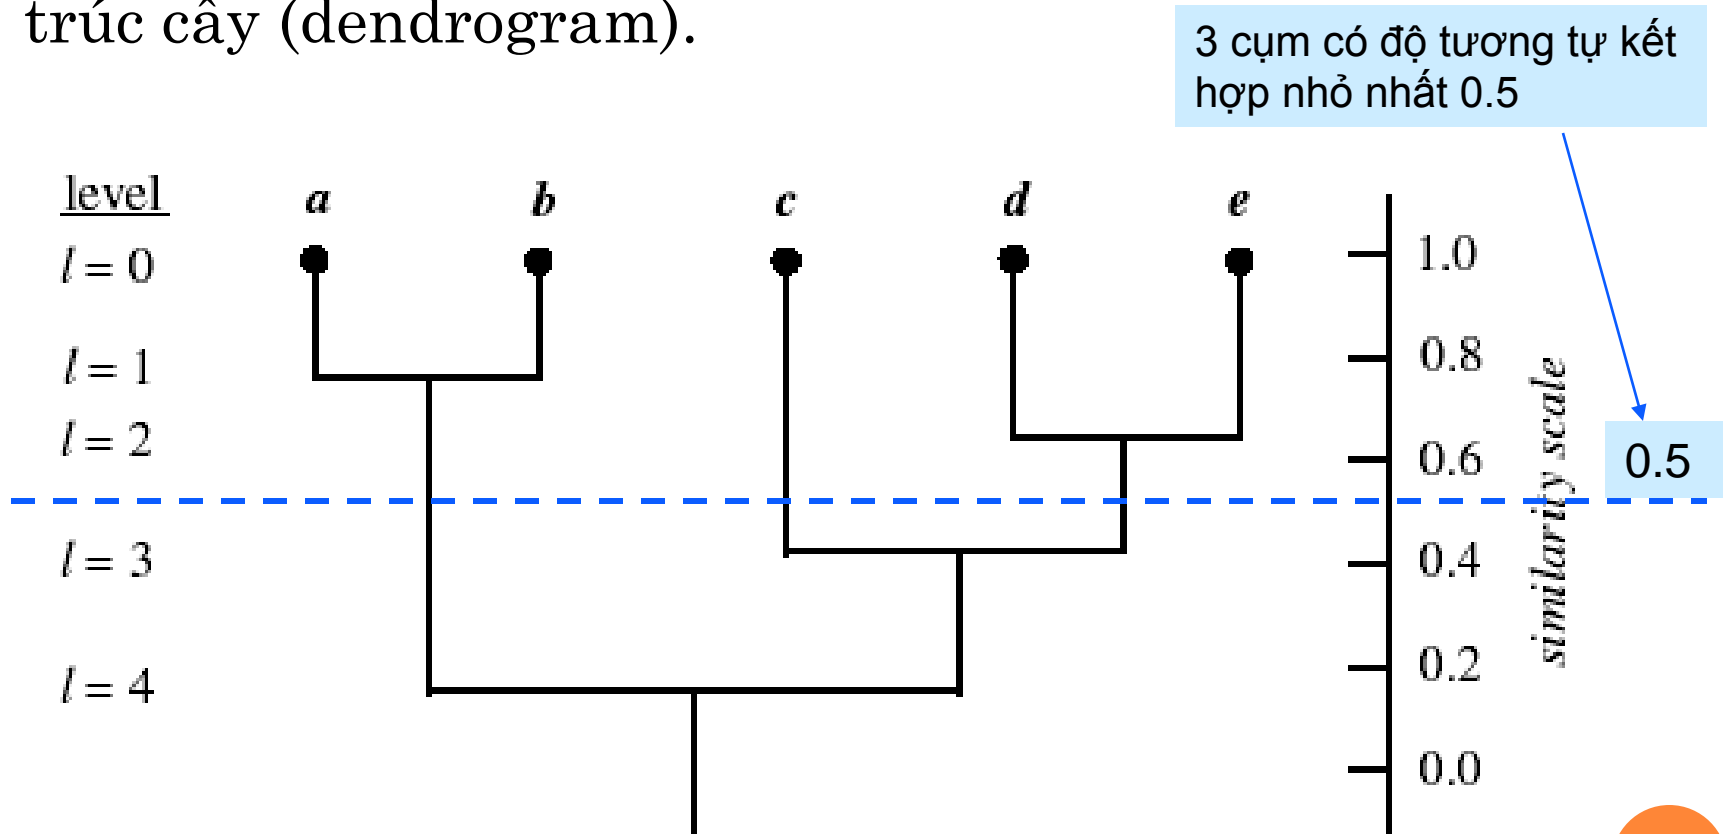 trúc cây (dendrogram).
3 cụm có độ tương tự kết
hợp nhỏ nhất 0.5
level
a b c d e
l = 0
1.0
l = 1
0.8
l = 2
0.6
0.5
l = 3
0.4
l = 4
0.2
0.0
similarity scale